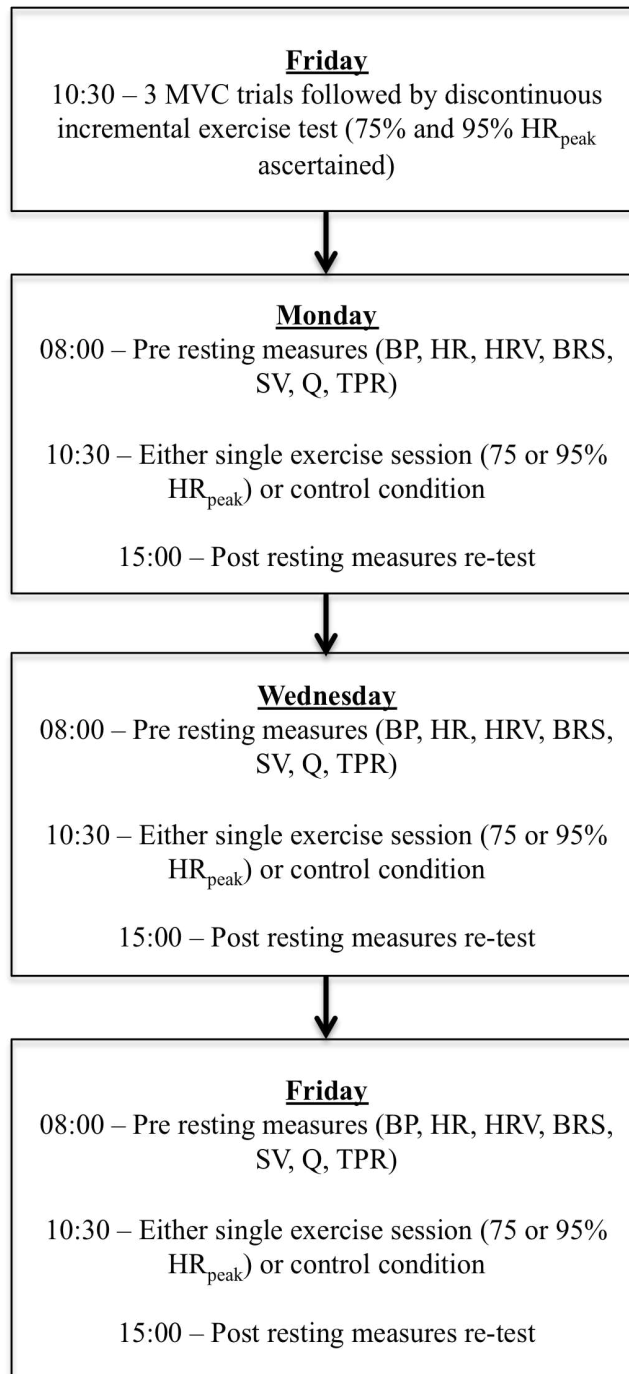 Friday
10:30 – 3 MVC trials followed by discontinuous
incremental exercise test (75% and 95% HRpeak
ascertained)
Monday
08:00 – Pre resting measures (BP, HR, HRV, BRS,
SV, Q, TPR)
10:30 – Either single exercise session (75 or 95%
HRpeak) or control condition
15:00 – Post resting measures re-test
Wednesday
08:00 – Pre resting measures (BP, HR, HRV, BRS,
SV, Q, TPR)
10:30 – Either single exercise session (75 or 95%
HRpeak) or control condition
15:00 – Post resting measures re-test
Friday
08:00 – Pre resting measures (BP, HR, HRV, BRS,
SV, Q, TPR)
10:30 – Either single exercise session (75 or 95%
HRpeak) or control condition
15:00 – Post resting measures re-test